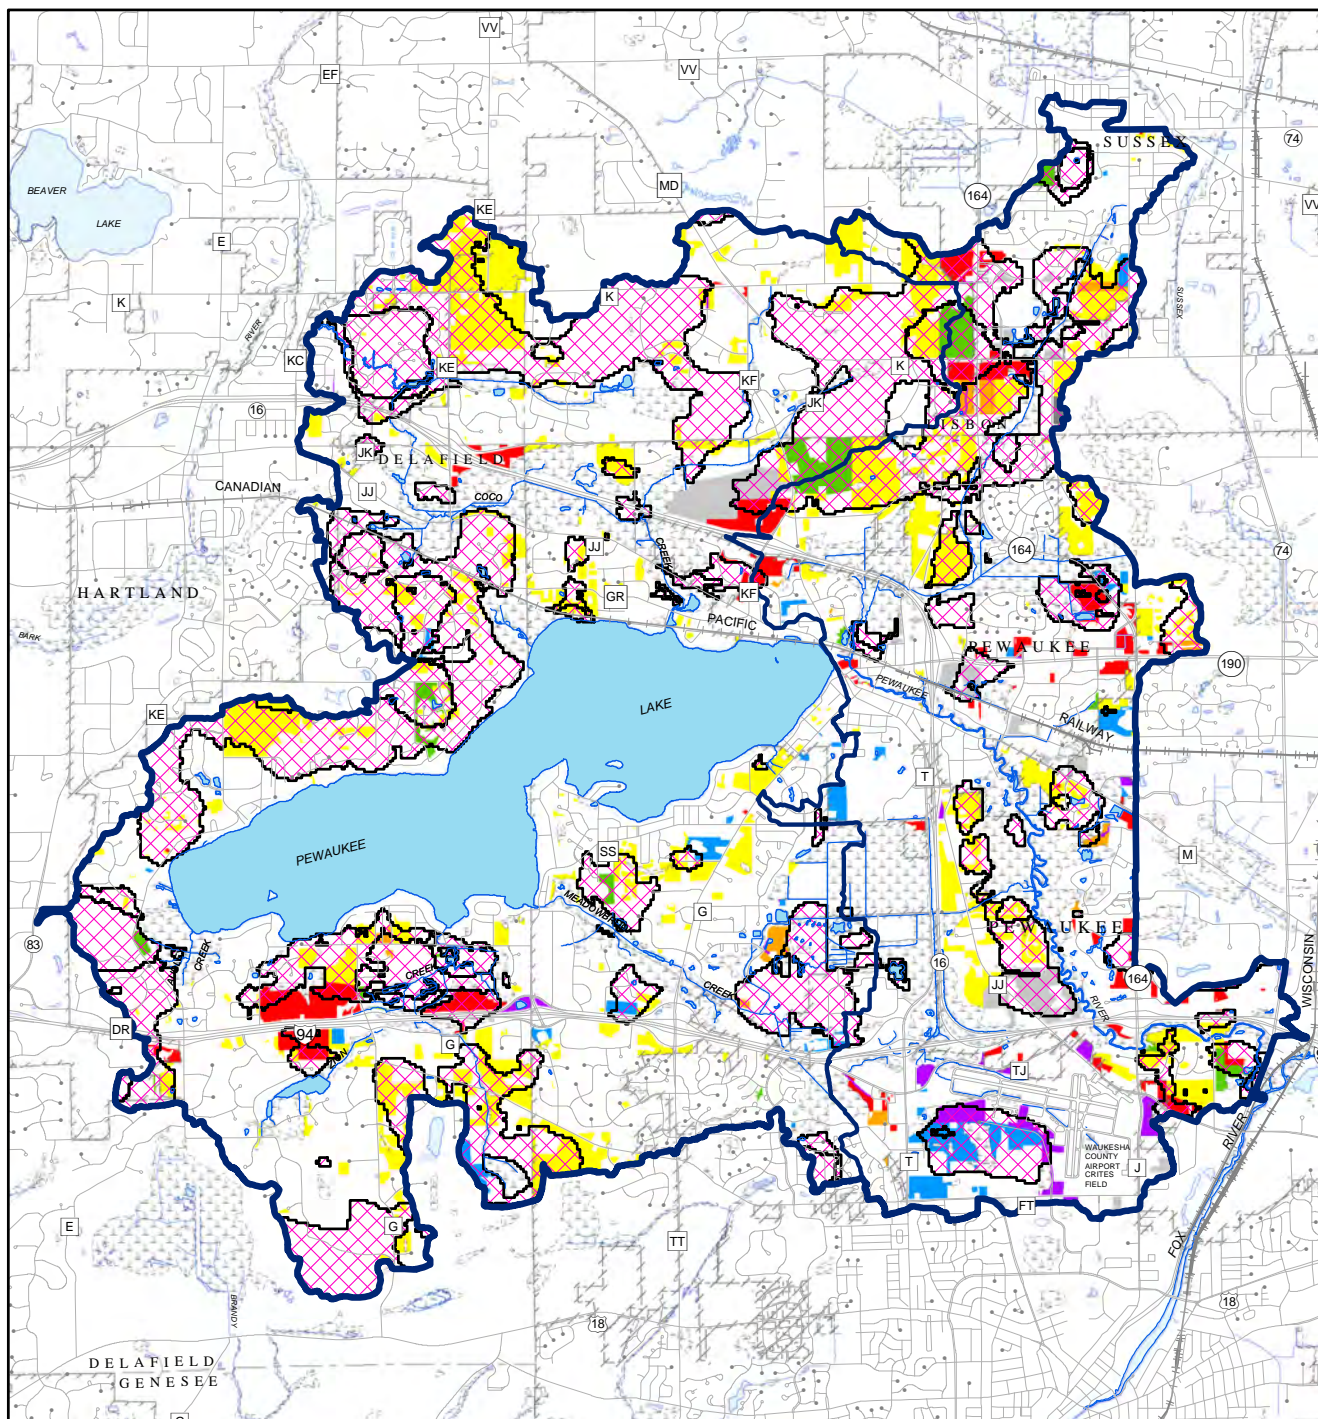 VV
EF
VV
74
SUSSEX
BEAVER
LAKE
MD
164
VV
KE
E
K
K
RIVER
SUSSEX
KC
KE
KF
K
JK
16
LISBON
JK
DELAFIELD
CANADIAN
JJ
COCO
CREEK
JJ
164
74
HARTLAND
GR
KF
PACIFIC
BARK
PEWAUKEE
190
PEWAUKEE
KE
LAKE
RAILWAY
T
PEWAUKEE
SS
M
MEADOWBROOK
G
PEWAUKEE
83
CREEK
CREEK
16
164
CREEK
JJ
RIVER
WISCONSIN
DR
94
G
ZION
TJ
RIVER
WAUKESHA
COUNTY
AIRPORT
CRITES
FIELD
T
J
FT
E
G
TT
FOX
BRANDY
18
18
DELAFIELD
GENESEE